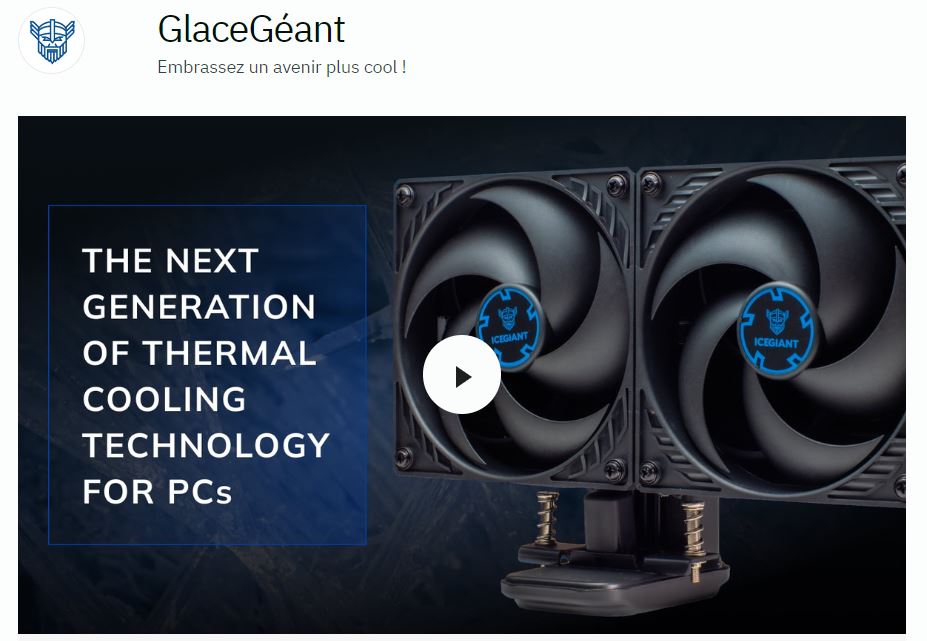 GlaceGéant
Embrassez un avenir plus cool !
THE NEXT
GENERATION
OF THERMAL
COOLING
TECHNOLOGY
FOR PCs
ICEGIANT
ICEGIANT